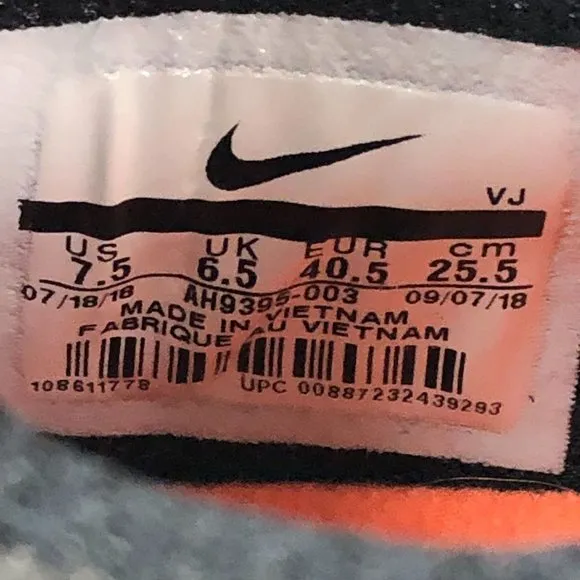 VJ
US UK EUR cm
7.5 6.5 40.5 25.5
07/18/18 AH9395-003 09/07/18
MADE IN VIETNAM
FABRIQUE AU VIETNAM
108611778 UPC 00887232439293